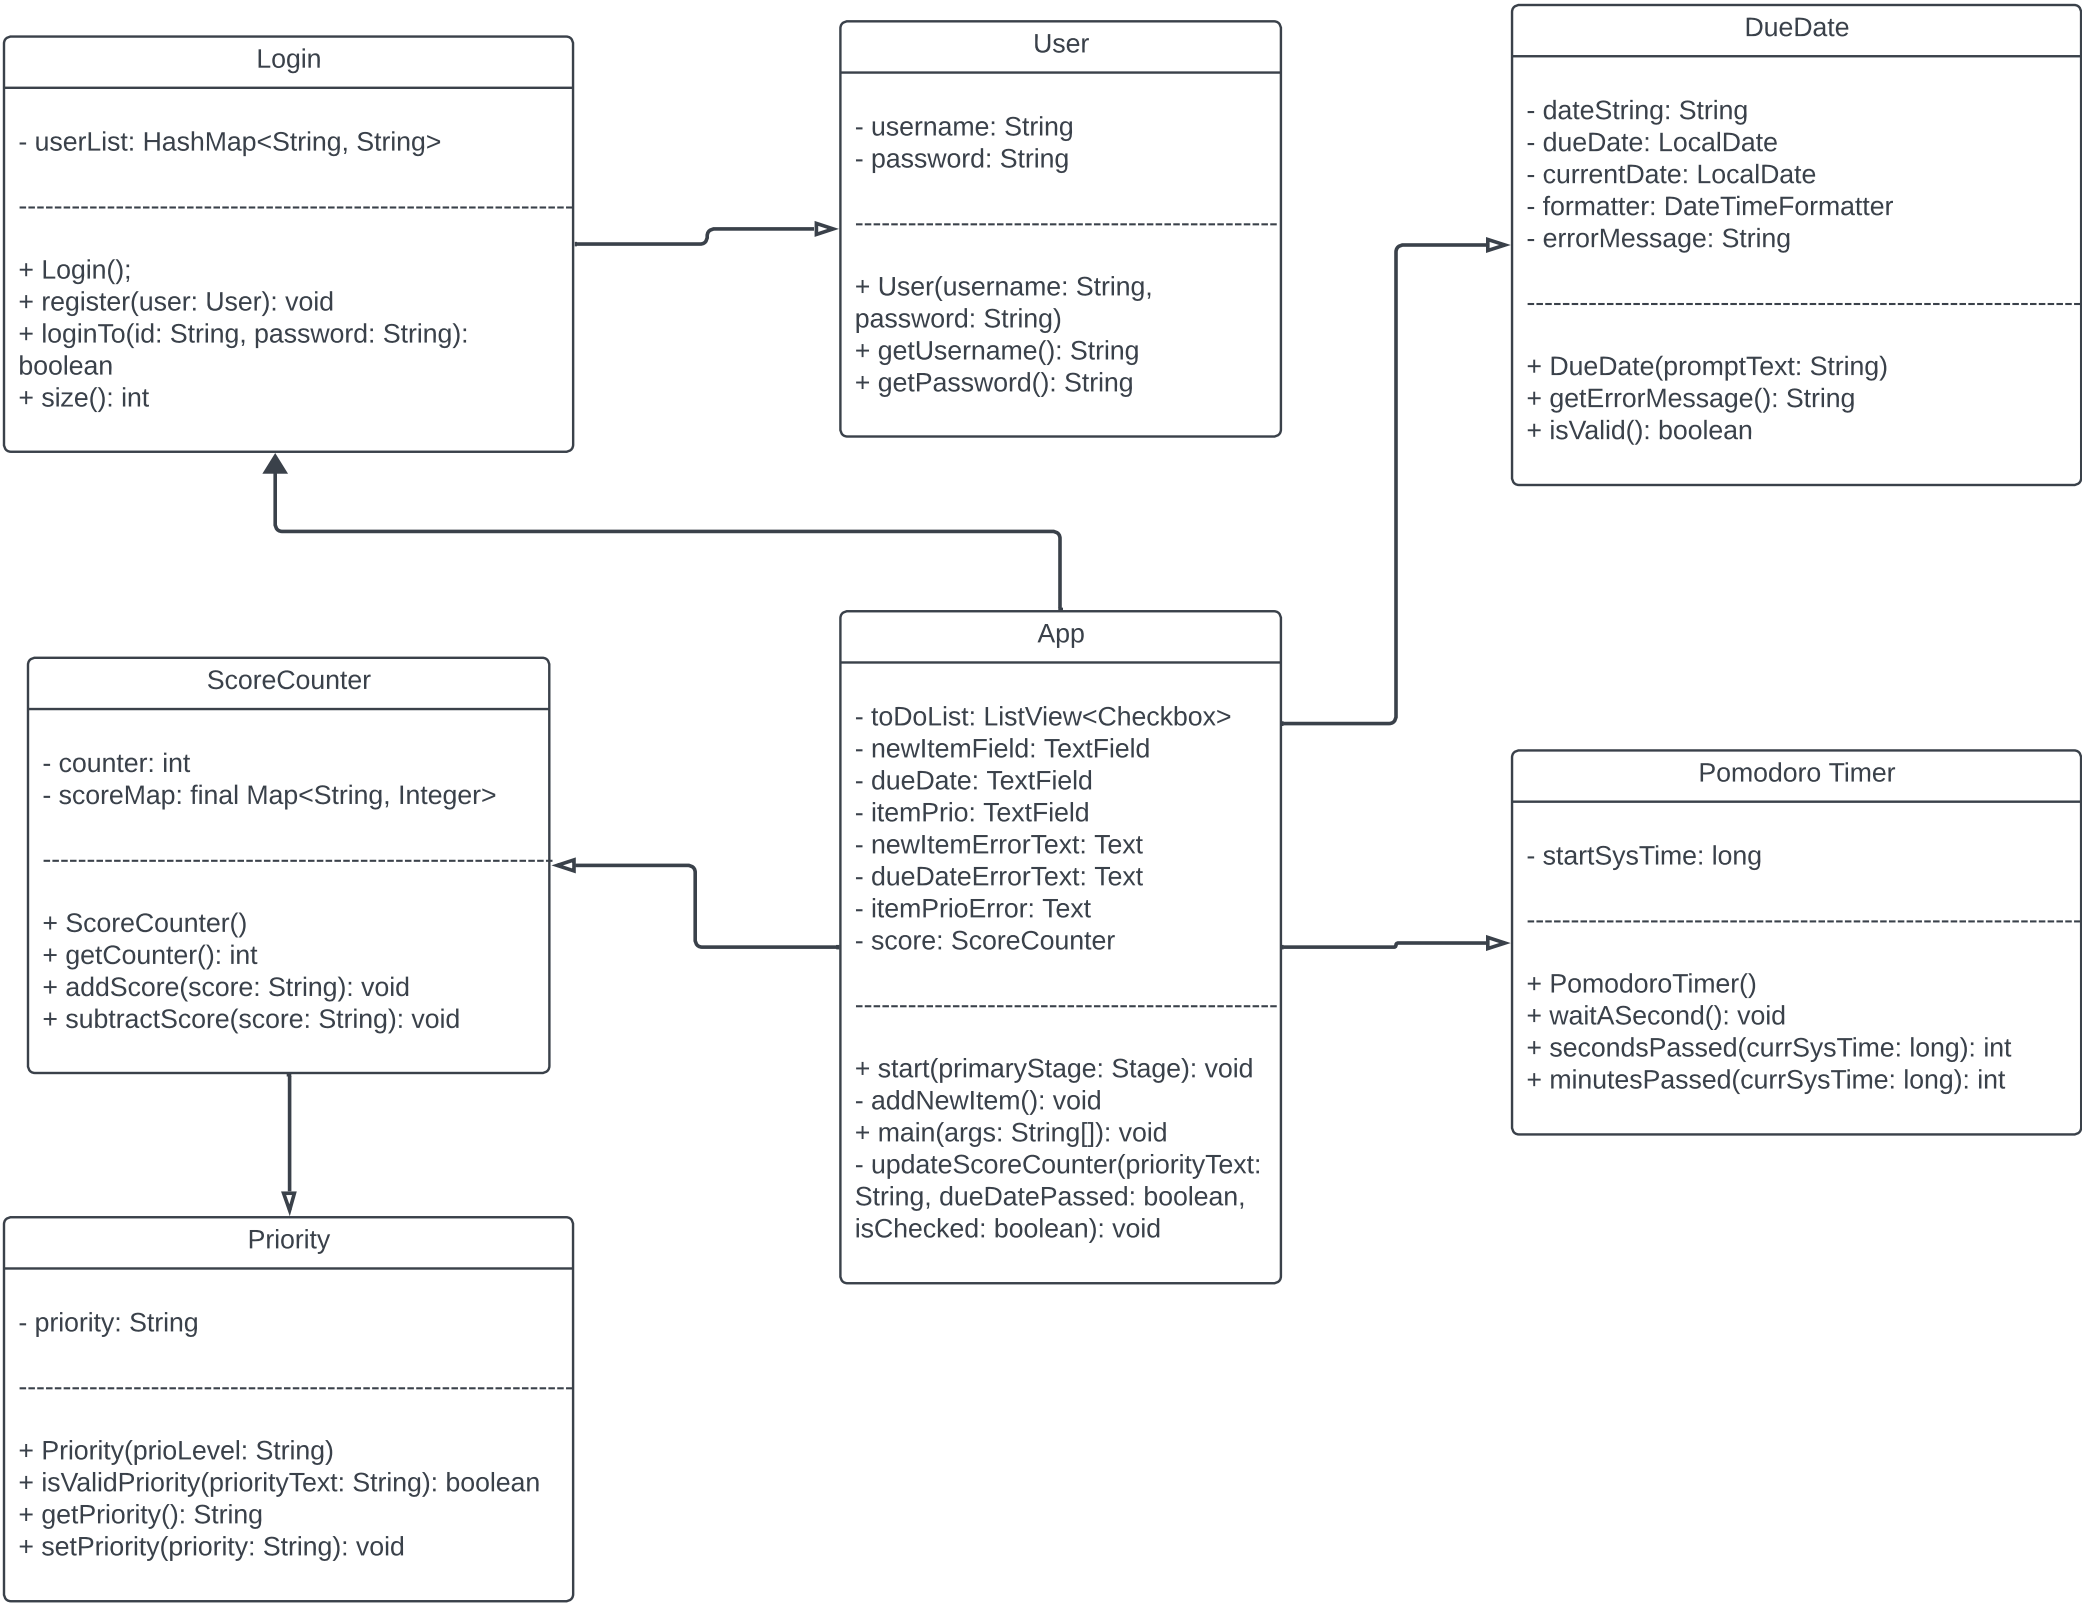 Login
- userList: HashMap<String, String>
+ Login();
+ register(user: User): void
+ loginTo(id: String, password: String):
boolean
+ size(): int
User
- username: String
- password: String
+ User(username: String,
password: String)
+ getUsername(): String
+ getPassword(): String
DueDate
- dateString: String
- dueDate: LocalDate
- currentDate: LocalDate
- formatter: DateTimeFormatter
- errorMessage: String
+ DueDate(promptText: String)
+ getErrorMessage(): String
+ isValid(): boolean
ScoreCounter
- counter: int
- scoreMap: final Map<String, Integer>
+ ScoreCounter()
+ getCounter(): int
+ addScore(score: String): void
+ subtractScore(score: String): void
App
- toDoList: ListView<Checkbox>
- newItemField: TextField
- dueDate: TextField
- itemPrio: TextField
- newItemErrorText: Text
- dueDateErrorText: Text
- itemPrioError: Text
- score: ScoreCounter
+ start(primaryStage: Stage): void
- addNewItem(): void
+ main(args: String[]): void
- updateScoreCounter(priorityText:
String, dueDatePassed: boolean,
isChecked: boolean): void
Pomodoro Timer
- startSysTime: long
+ PomodoroTimer()
+ waitASecond(): void
+ secondsPassed(currSysTime: long): int
+ minutesPassed(currSysTime: long): int
Priority
- priority: String
+ Priority(prioLevel: String)
+ isValidPriority(priorityText: String): boolean
+ getPriority(): String
+ setPriority(priority: String): void